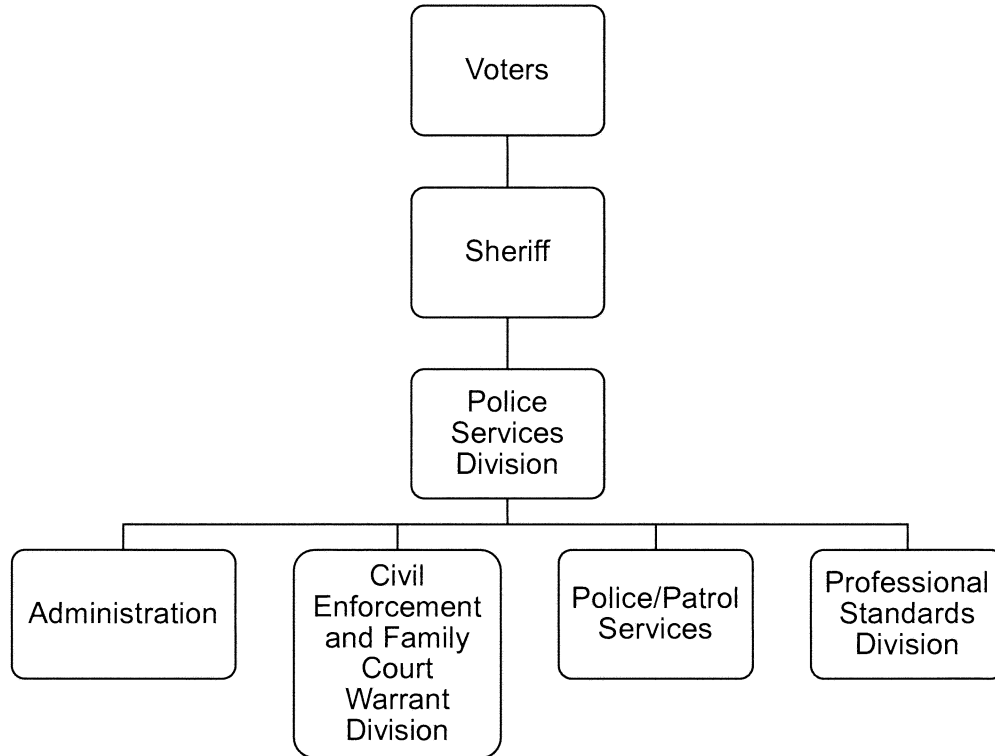 Voters
Sheriff
Police
Services
Division
Administration
Civil
Enforcement
and Family
Court
Warrant
Division
Police/Patrol
Services
Professional
Standards
Division